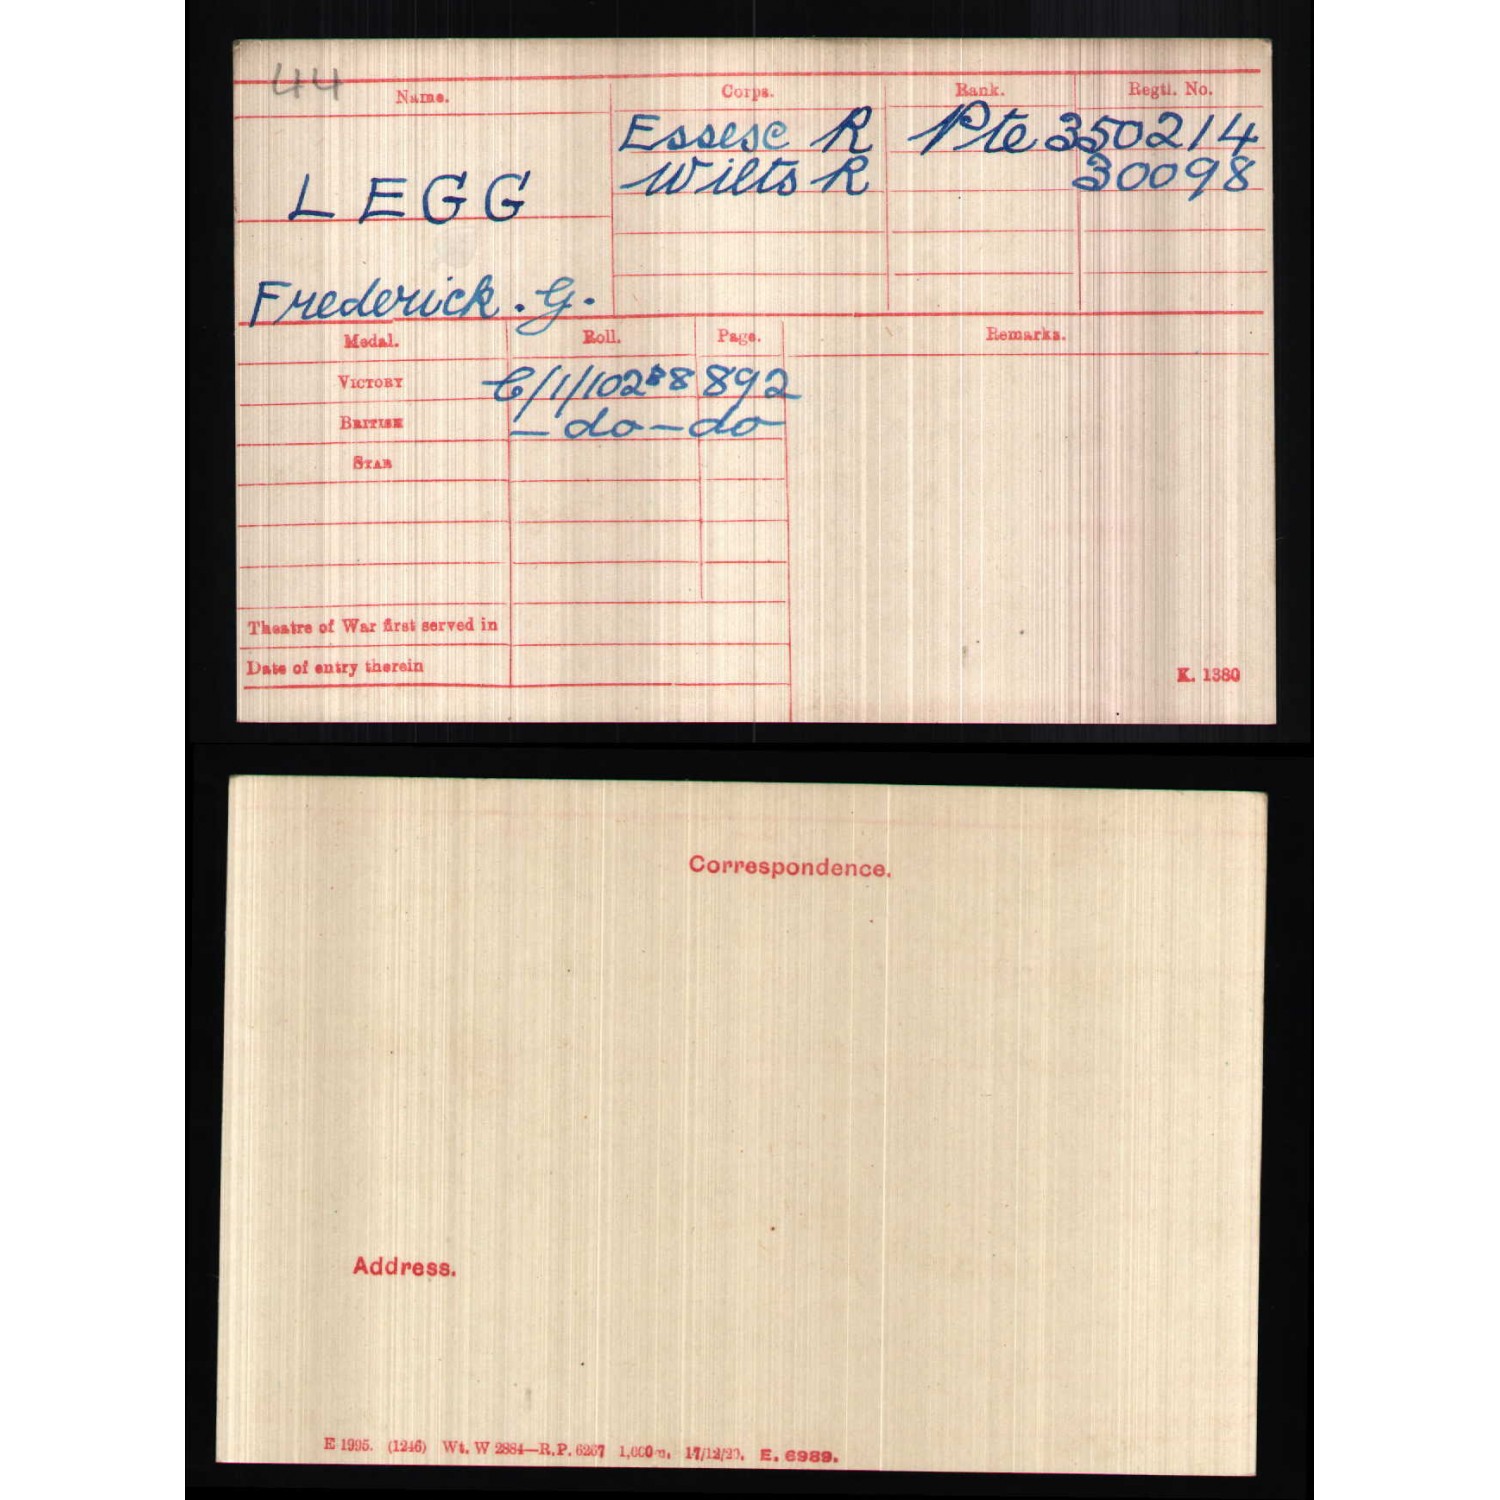 44
Name. Corps. Rank. Regtl. No.
Essex R Pte 350214
Wilts R 30098
LEGG
Frederick . G .
Medal. Roll. Page. Remarks.
VICTORY C/1/102B8 892
BRITISH - do - do
STAR
Theatre of War first served in
Date of entry therein
K. 1380
Correspondence.
Address.
E 1995. (1246) Wt. W 2884—R.P. 6267 1,000m. 17/12/20. E. 6989.